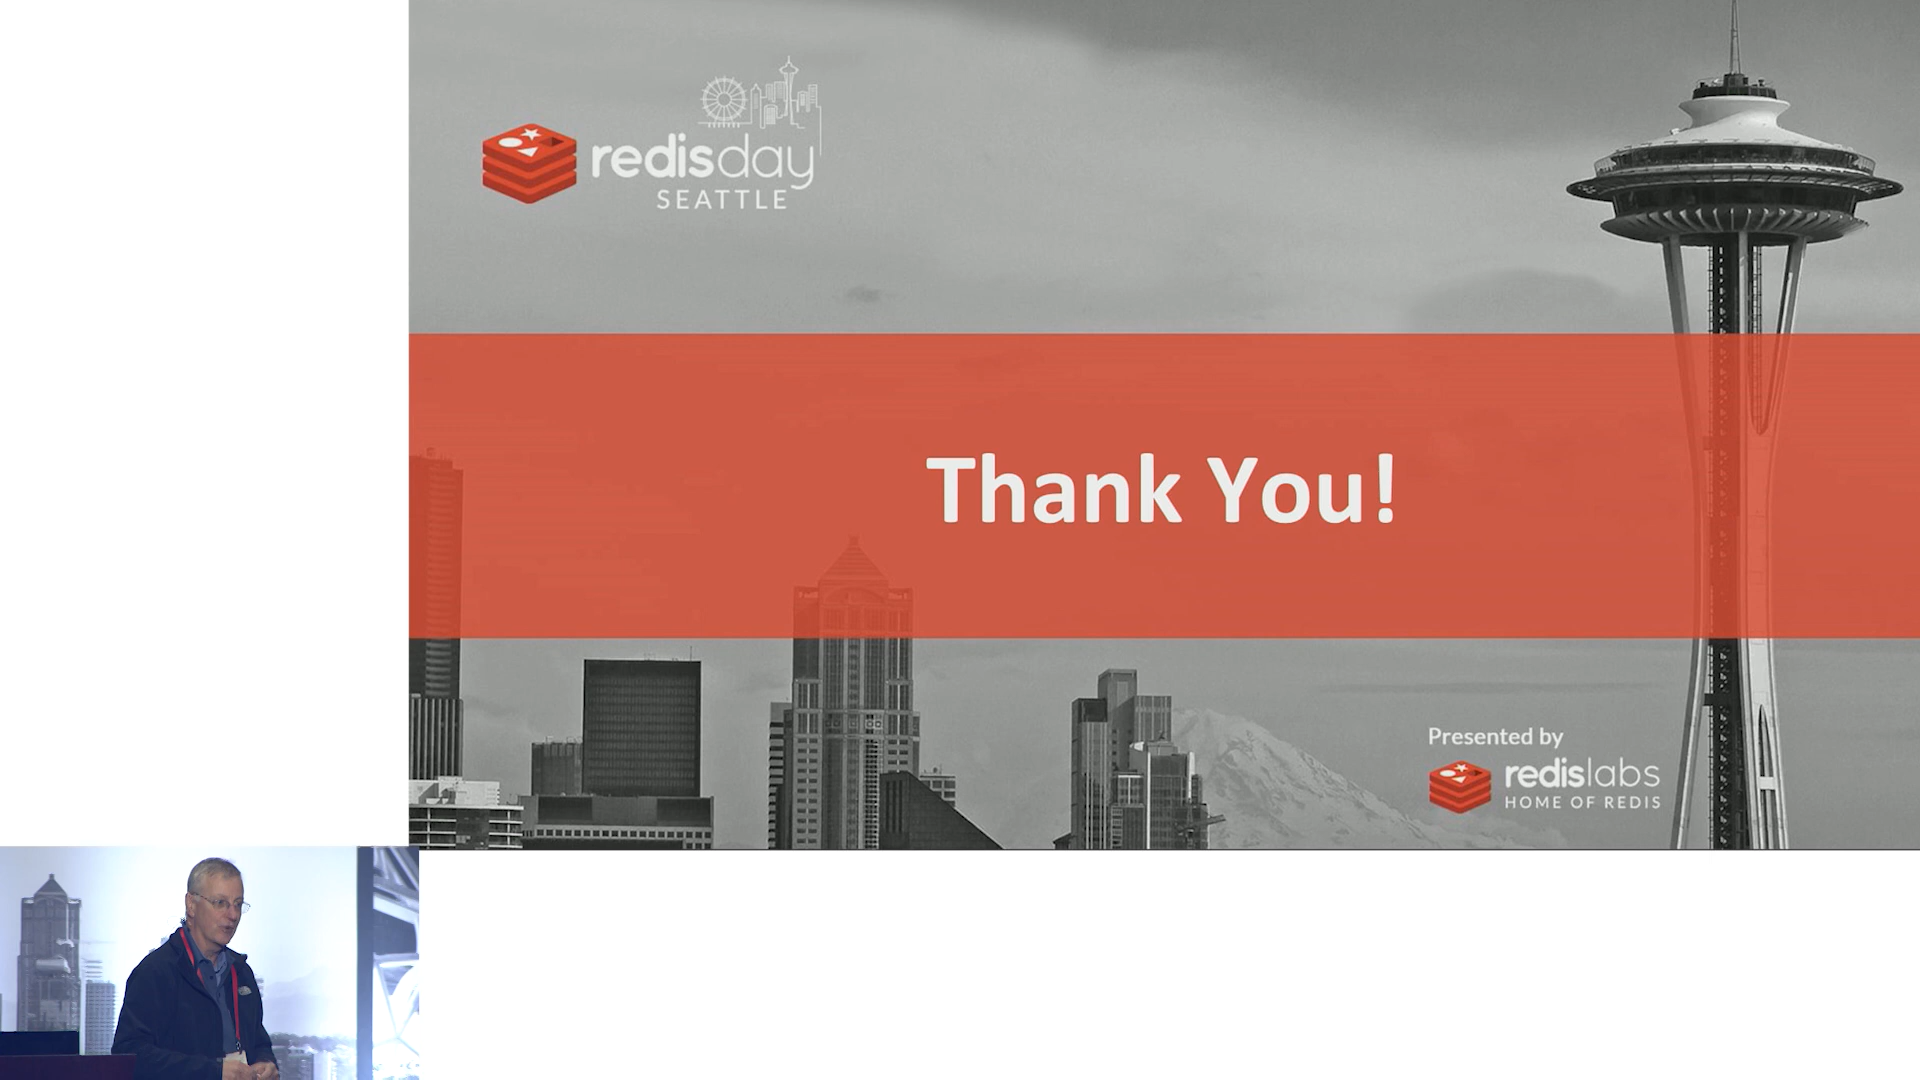 redisday
SEATTLE
Thank You!
Presented by
redislabs
HOME OF REDIS